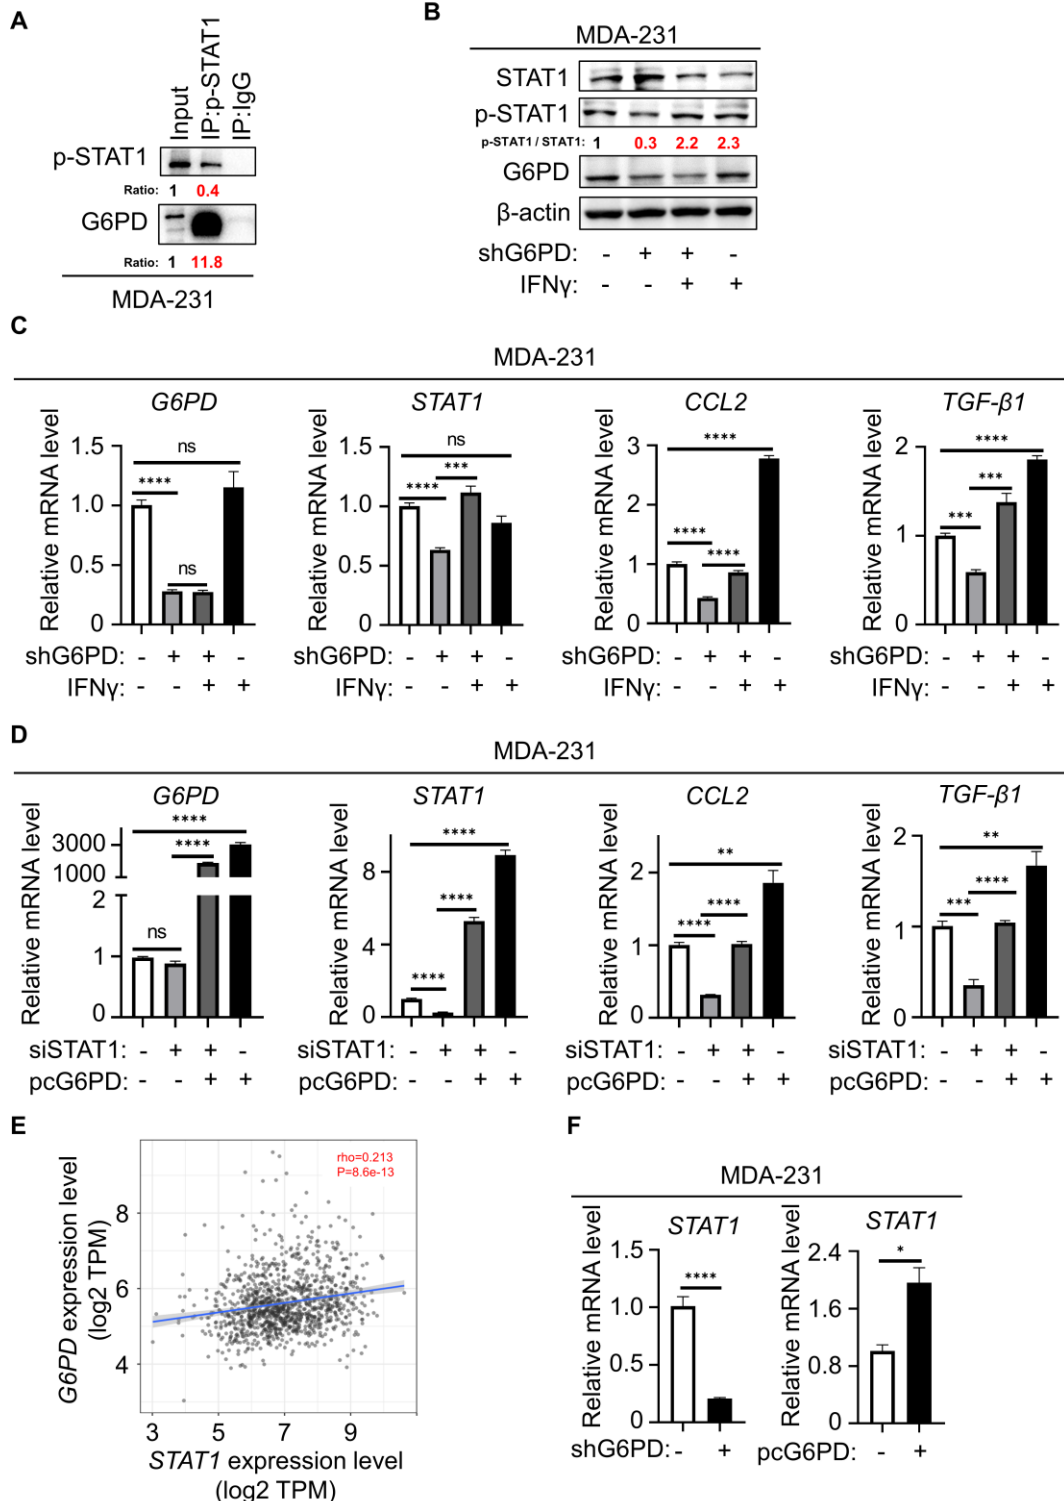 A
Input
IP:p-STAT1
IP:IgG
p-STAT1
Ratio: 1 0.4
G6PD
Ratio: 1 11.8
MDA-231
B
MDA-231
STAT1
p-STAT1
p-STAT1 / STAT1: 1 0.3 2.2 2.3
G6PD
β-actin
shG6PD: - + + -
IFNγ: - - + +
C
MDA-231
G6PD
Relative mRNA level
1.5
1.0
0.5
0
ns
****
ns
shG6PD: - + + -
IFNγ: - - + +
STAT1
Relative mRNA level
1.5
1.0
0.5
0
ns
***
****
shG6PD: - + + -
IFNγ: - - + +
CCL2
Relative mRNA level
3
2
1
0
****
****
****
shG6PD: - + + -
IFNγ: - - + +
TGF-β1
Relative mRNA level
2
1
0
****
***
***
shG6PD: - + + -
IFNγ: - - + +
D
MDA-231
G6PD
Relative mRNA level
3000
1000
2
1
0
****
****
ns
siSTAT1: - + + -
pcG6PD: - - + +
STAT1
Relative mRNA level
8
4
0
****
****
****
siSTAT1: - + + -
pcG6PD: - - + +
CCL2
Relative mRNA level
2
1
0
**
****
****
siSTAT1: - + + -
pcG6PD: - - + +
TGF-β1
Relative mRNA level
2
1
0
**
****
***
siSTAT1: - + + -
pcG6PD: - - + +
E
rho=0.213
P=8.6e-13
G6PD expression level
(log2 TPM)
8
6
4
3 5 7 9
STAT1 expression level
(log2 TPM)
F
MDA-231
STAT1
Relative mRNA level
1.5
1.0
0.5
0
****
shG6PD: - +
STAT1
Relative mRNA level
2.4
1.6
0.8
0
*
pcG6PD: - +